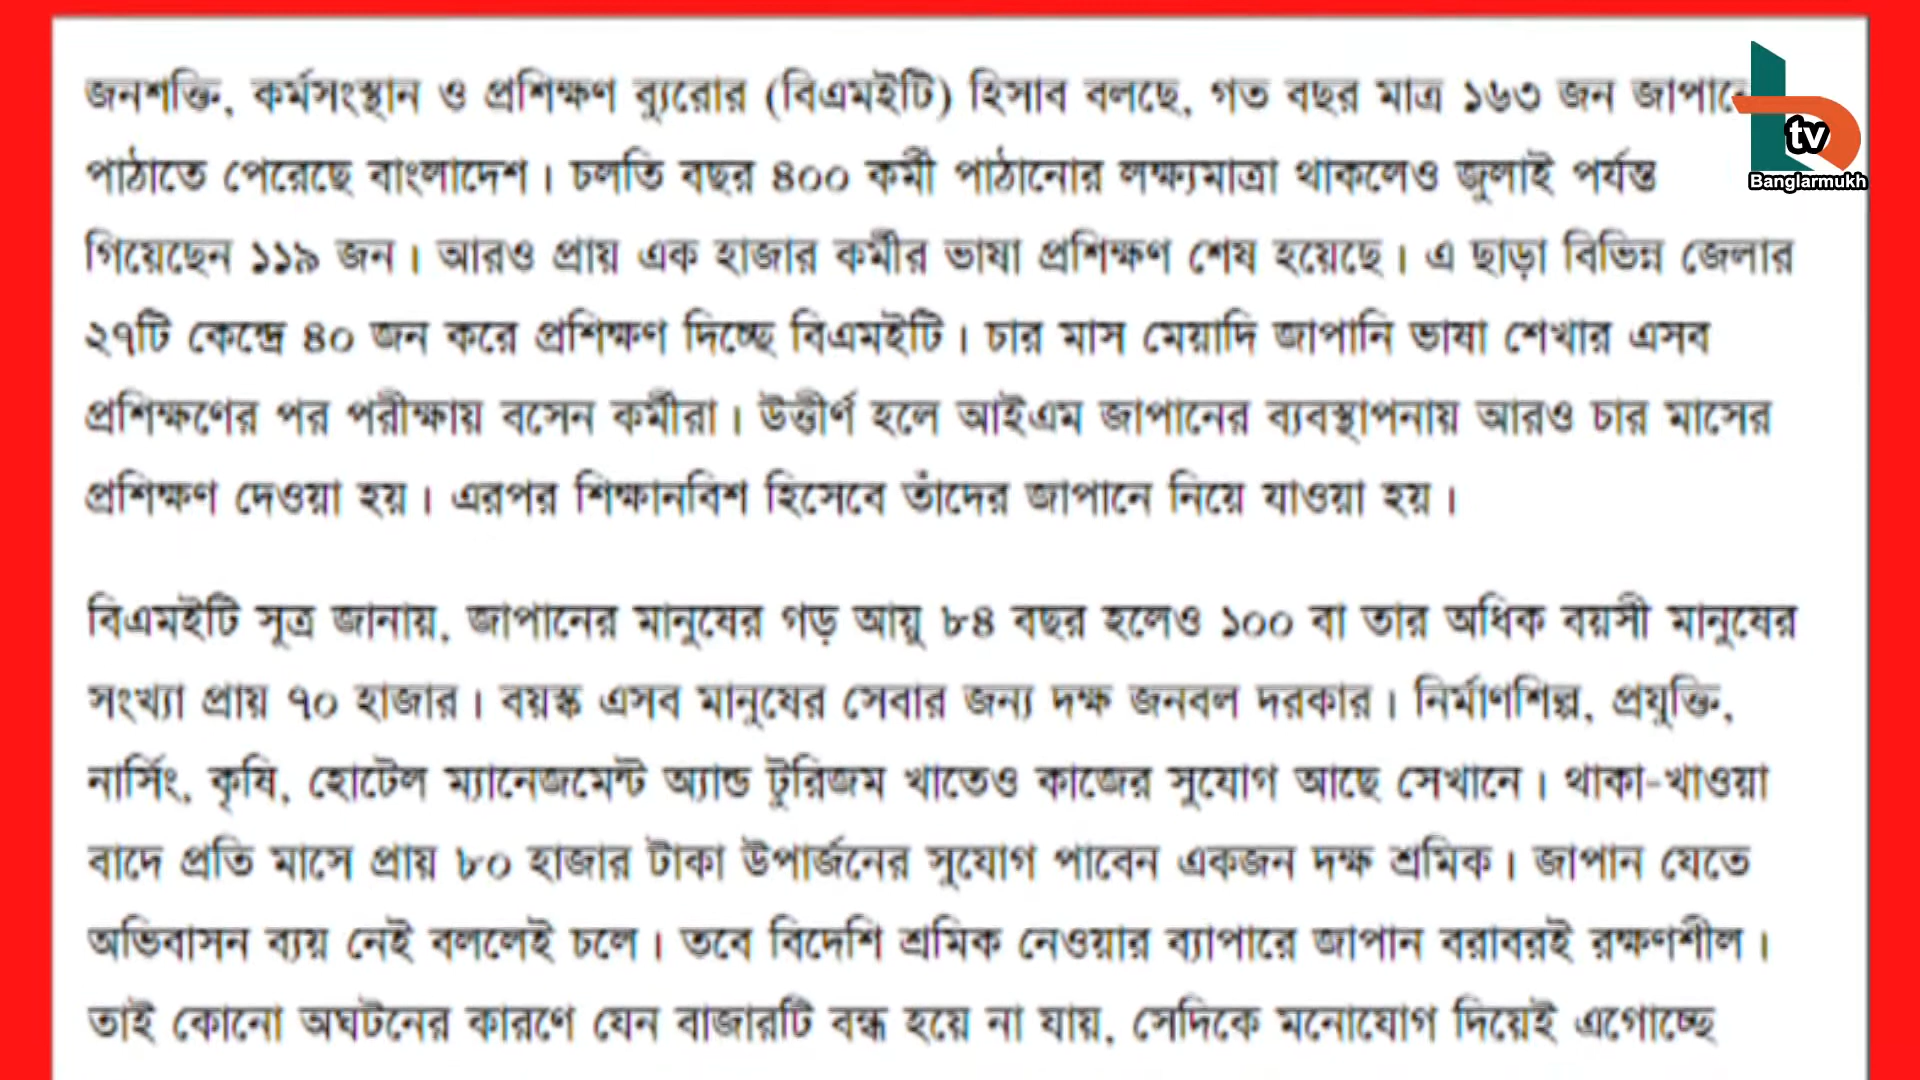 জনশক্তি, কর্মসংস্থান ও প্রশিক্ষণ ব্যুরোর (বিএমইটি) হিসাব বলছে, গত বছর মাত্র ১৬৩ জন জাপানে
পাঠাতে পেরেছে বাংলাদেশ। চলতি বছর ৪০০ কর্মী পাঠানোর লক্ষ্যমাত্রা থাকলেও জুলাই পর্যন্ত
গিয়েছেন ১১৯ জন। আরও প্রায় এক হাজার কর্মীর ভাষা প্রশিক্ষণ শেষ হয়েছে। এ ছাড়া বিভিন্ন জেলার
২৭টি কেন্দ্রে ৪০ জন করে প্রশিক্ষণ দিচ্ছে বিএমইটি। চার মাস মেয়াদি জাপানি ভাষা শেখার এসব
প্রশিক্ষণের পর পরীক্ষায় বসেন কর্মীরা। উত্তীর্ণ হলে আইএম জাপানের ব্যবস্থাপনায় আরও চার মাসের
প্রশিক্ষণ দেওয়া হয়। এরপর শিক্ষানবিশ হিসেবে তাঁদের জাপানে নিয়ে যাওয়া হয়।
বিএমইটি সূত্র জানায়, জাপানের মানুষের গড় আয়ু ৮৪ বছর হলেও ১০০ বা তার অধিক বয়সী মানুষের
সংখ্যা প্রায় ৭০ হাজার। বয়স্ক এসব মানুষের সেবার জন্য দক্ষ জনবল দরকার। নির্মাণশিল্প, প্রযুক্তি,
নার্সিং, কৃষি, হোটেল ম্যানেজমেন্ট অ্যান্ড টুরিজম খাতেও কাজের সুযোগ আছে সেখানে। থাকা-খাওয়া
বাদে প্রতি মাসে প্রায় ৮০ হাজার টাকা উপার্জনের সুযোগ পাবেন একজন দক্ষ শ্রমিক। জাপান যেতে
অভিবাসন ব্যয় নেই বললেই চলে। তবে বিদেশি শ্রমিক নেওয়ার ব্যাপারে জাপান বরাবরই রক্ষণশীল।
তাই কোনো অঘটনের কারণে যেন বাজারটি বন্ধ হয়ে না যায়, সেদিকে মনোযোগ দিয়েই এগোচ্ছে
tv
Banglarmukh